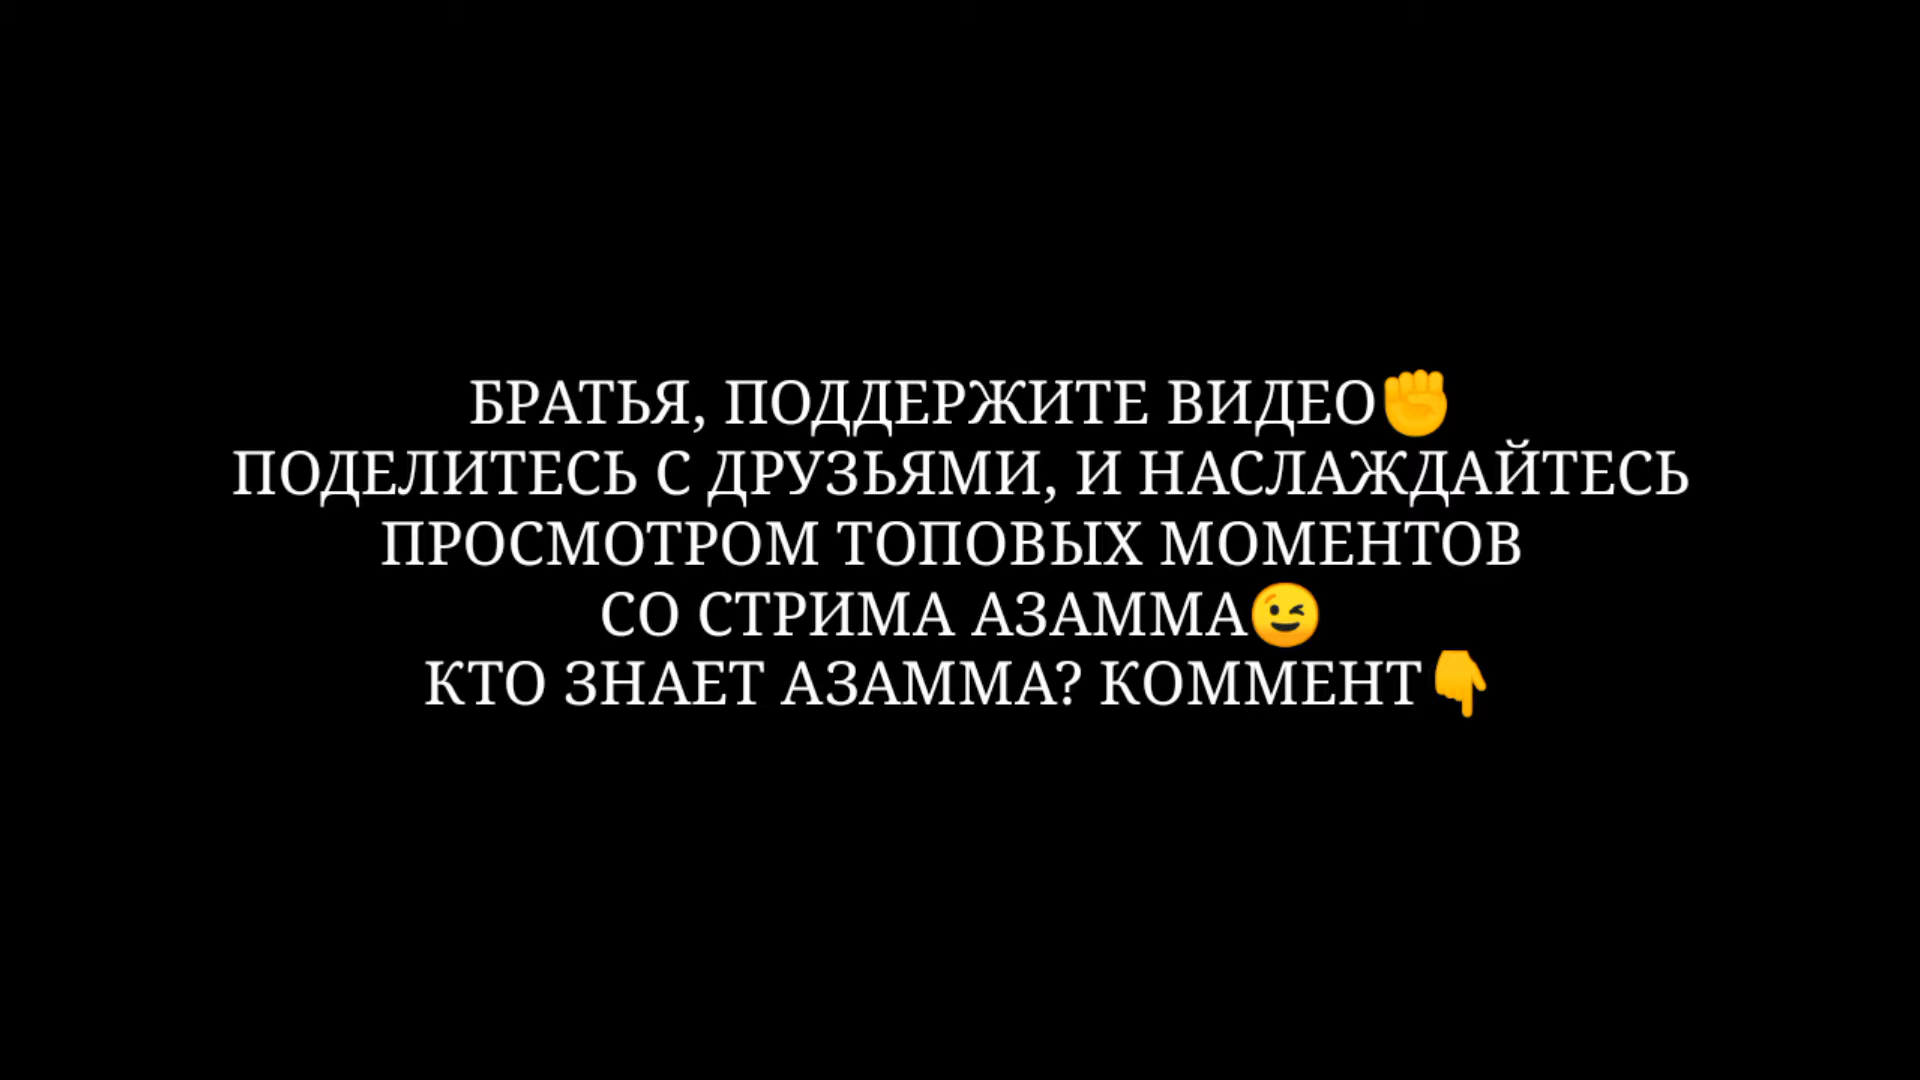 БРАТЬЯ, ПОДДЕРЖИТЕ ВИДЕО✊
ПОДЕЛИТЕСЬ С ДРУЗЬЯМИ, И НАСЛАЖДАЙТЕСЬ
ПРОСМОТРОМ ТОПОВЫХ МОМЕНТОВ
СО СТРИМА АЗАММА😉
КТО ЗНАЕТ АЗАММА? КОММЕНТ👇